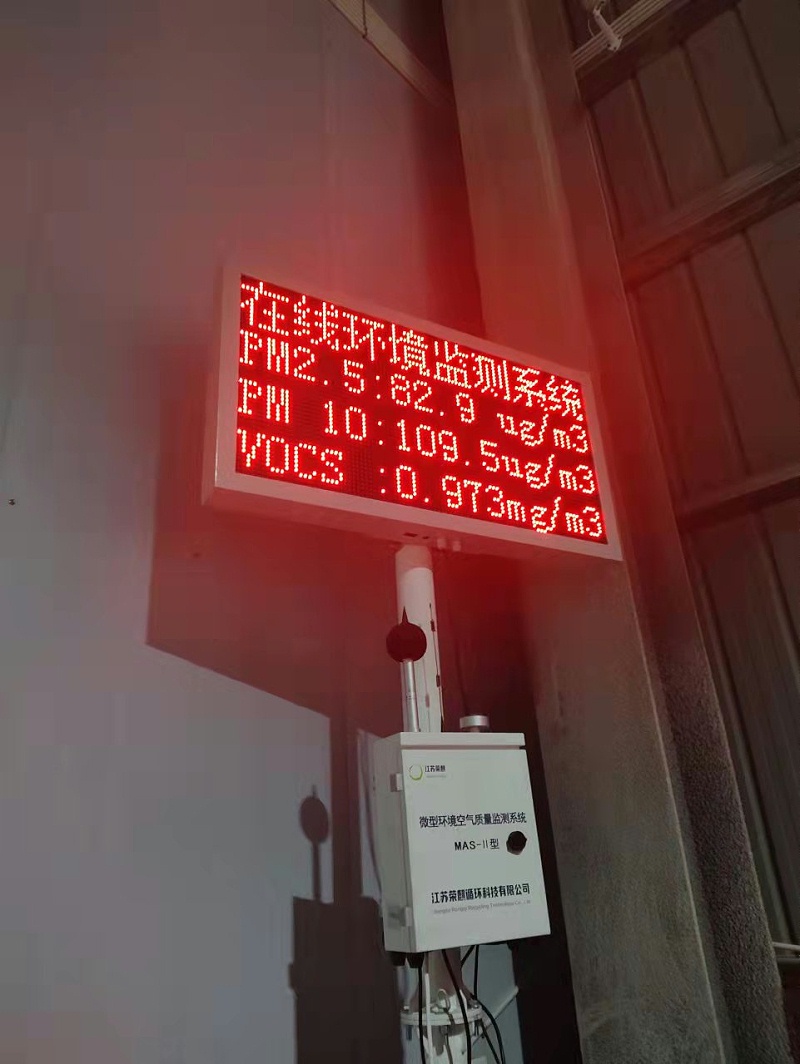 在线环境监测系统
PM2.5:82.9 ug/m3
PM 10:109.5ug/m3
VOCS :0.973mg/m3
江苏荣麒
微型环境空气质量监测系统
MAS-II型
江苏荣麒循环科技有限公司